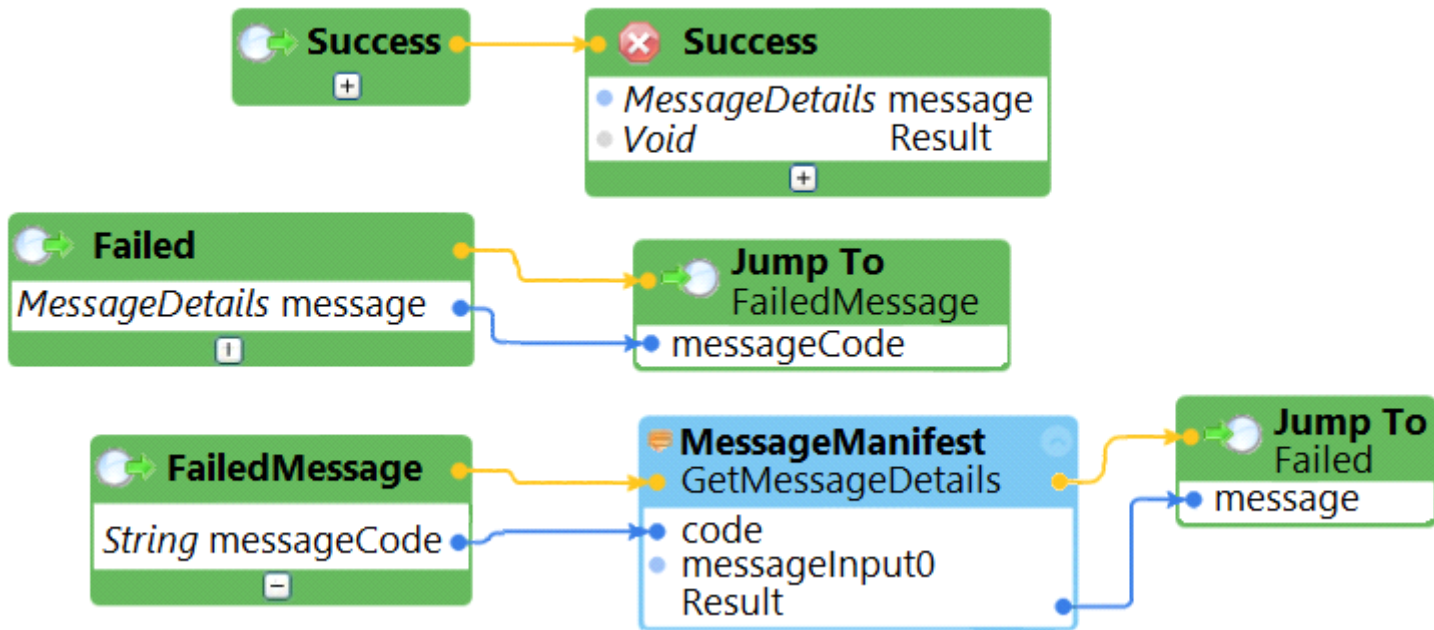 Success
Success
MessageDetails message
Void Result
Failed
MessageDetails message
Jump To
FailedMessage
messageCode
FailedMessage
String messageCode
MessageManifest
GetMessageDetails
code
messageInput0
Result
Jump To
Failed
message